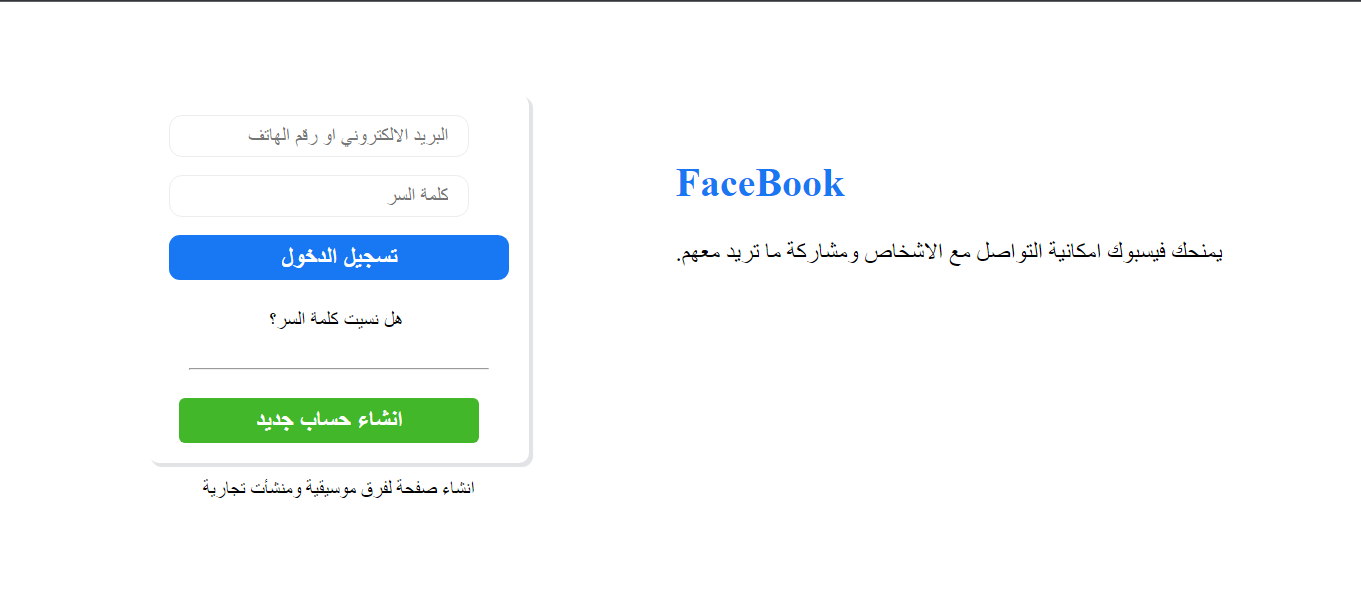 FaceBook
يمنحك فيسبوك امكانية التواصل مع الاشخاص ومشاركة ما تريد معهم.
البريد الالكتروني او رقم الهاتف
كلمة السر
تسجيل الدخول
هل نسيت كلمة السر؟
انشاء حساب جديد
انشاء صفحة لفرق موسيقية ومنشأت تجارية